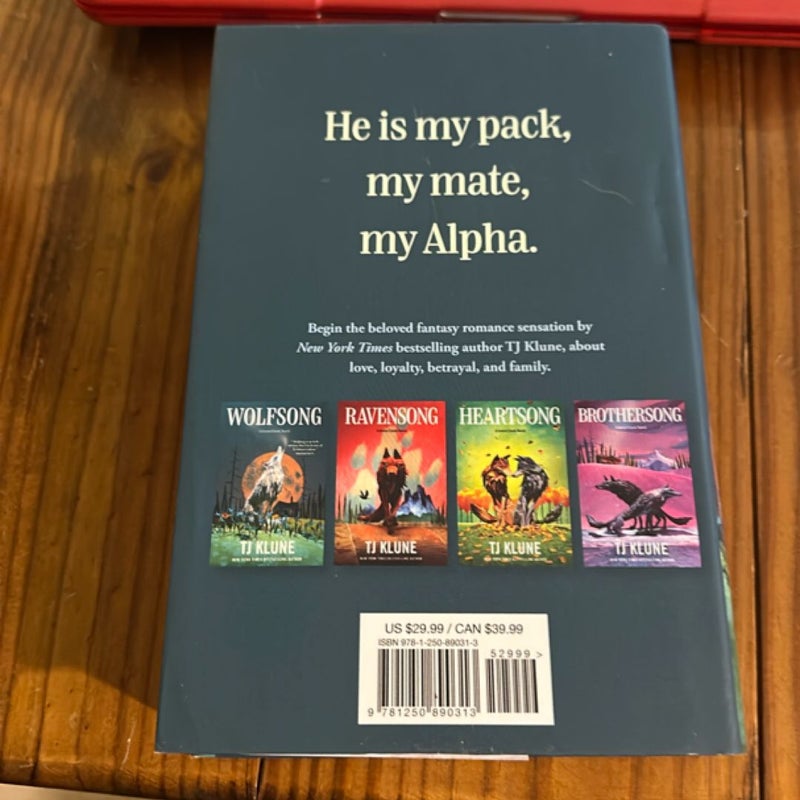 He is my pack,
my mate,
my Alpha.
Begin the beloved fantasy romance sensation by
New York Times bestselling author TJ Klune, about
love, loyalty, betrayal, and family.
WOLFSONG
TJ KLUNE
RAVENSONG
TJ KLUNE
HEARTSONG
TJ KLUNE
BROTHERSONG
TJ KLUNE
US $29.99 / CAN $39.99
ISBN 978-1-250-89031-3
52999 >
9 781250 890313